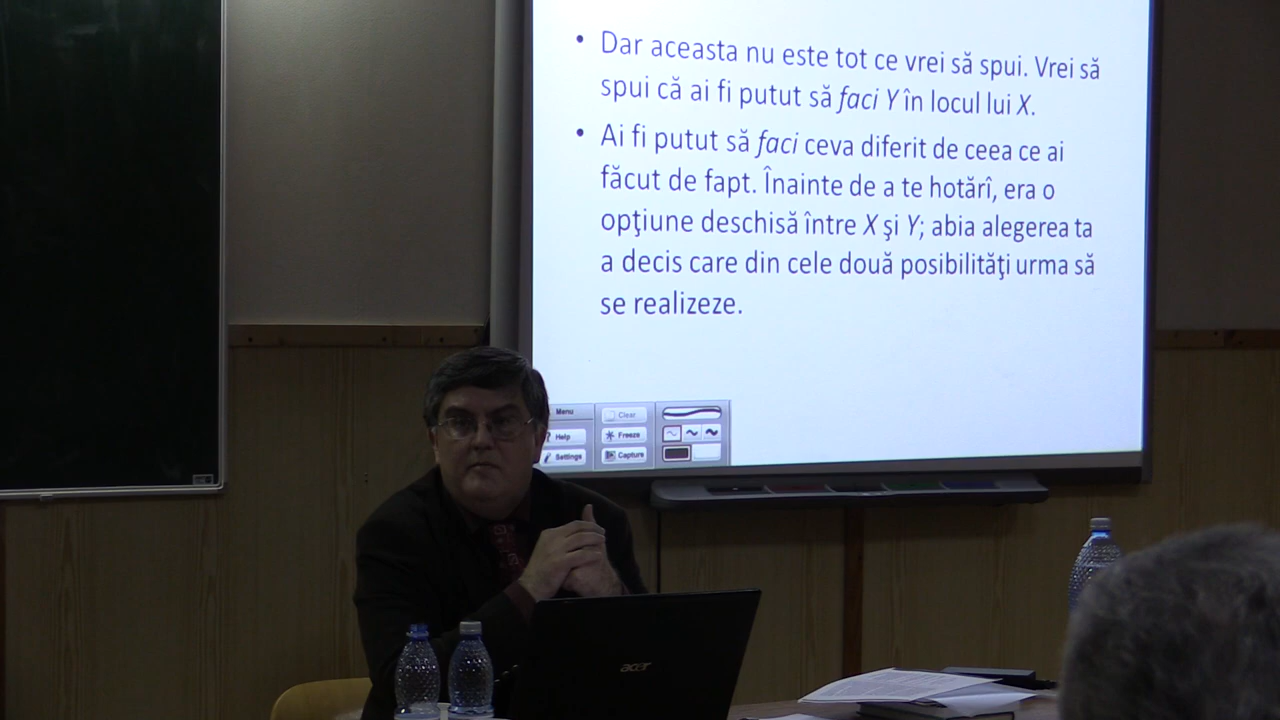 Dar aceasta nu este tot ce vrei să spui. Vrei să
spui că ai fi putut să faci Y în locul lui X.
Ai fi putut să faci ceva diferit de ceea ce ai
făcut de fapt. Înainte de a te hotărî, era o
opţiune deschisă între X şi Y; abia alegerea ta
a decis care din cele două posibilităţi urma să
se realizeze.
Menu
Clear
? Help
Freeze
Settings
Capture
acer